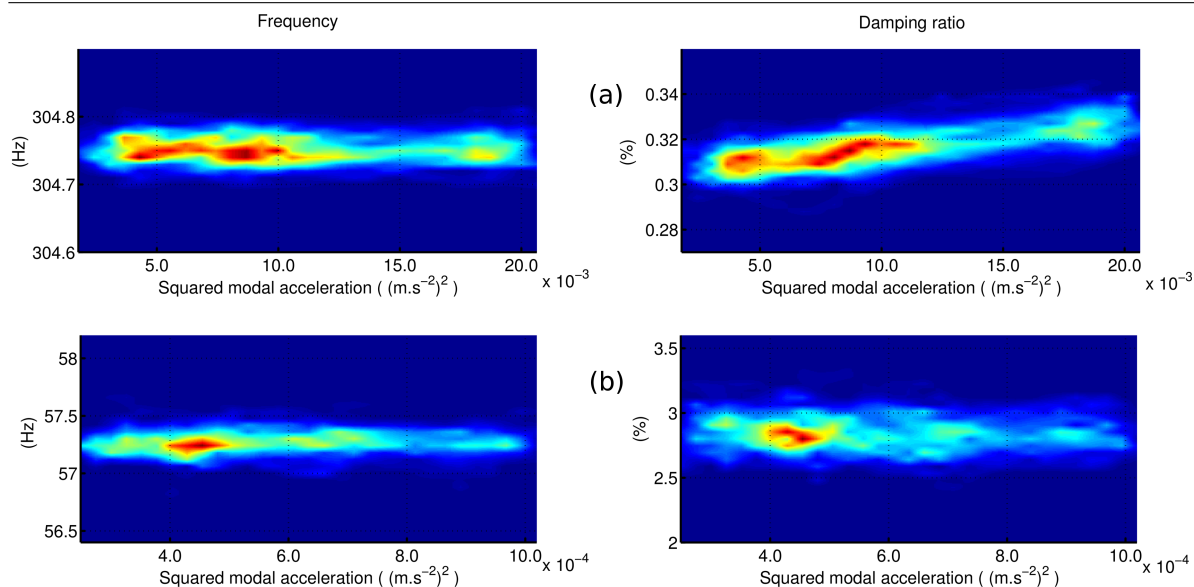 Frequency
Damping ratio
(a)
304.8
304.7
304.6
(Hz)
5.0 10.0 15.0 20.0
x 10⁻³
Squared modal acceleration ( (m.s⁻²)² )
0.34
0.32
0.3
0.28
(%)
5.0 10.0 15.0 20.0
x 10⁻³
Squared modal acceleration ( (m.s⁻²)² )
(b)
58
57.5
57
56.5
(Hz)
4.0 6.0 8.0 10.0
x 10⁻⁴
Squared modal acceleration ( (m.s⁻²)² )
3.5
3
2.5
2
(%)
4.0 6.0 8.0 10.0
x 10⁻⁴
Squared modal acceleration ( (m.s⁻²)² )